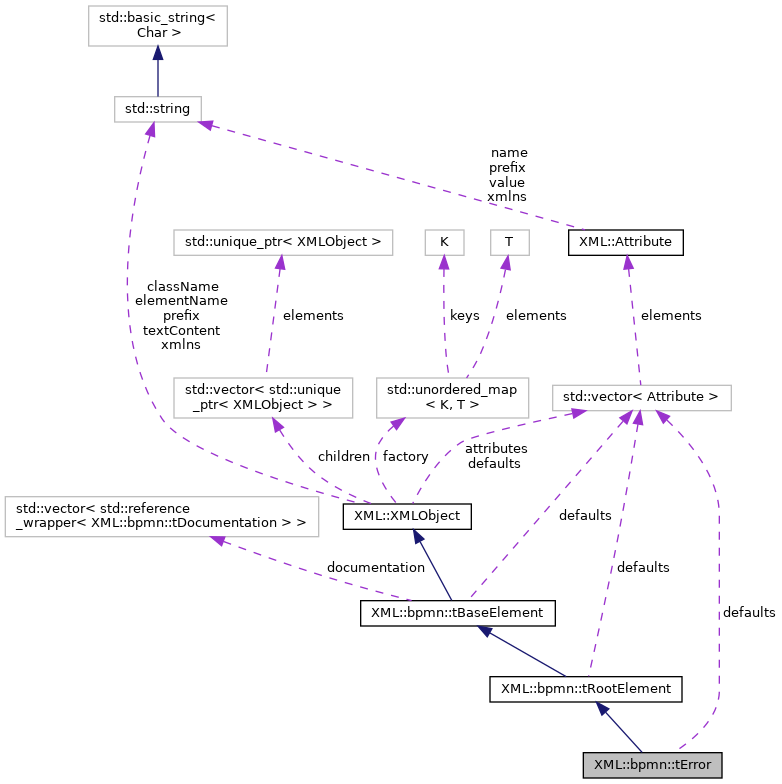 std::basic_string<
Char >
std::string
name
prefix
value
xmlns
std::unique_ptr< XMLObject >
K
T
XML::Attribute
className
elementName
prefix
textContent
xmlns
elements
keys
elements
elements
std::vector< std::unique
_ptr< XMLObject > >
std::unordered_map
< K, T >
std::vector< Attribute >
children
factory
attributes
defaults
std::vector< std::reference
_wrapper< XML::bpmn::tDocumentation > >
XML::XMLObject
defaults
documentation
defaults
XML::bpmn::tBaseElement
defaults
XML::bpmn::tRootElement
XML::bpmn::tError